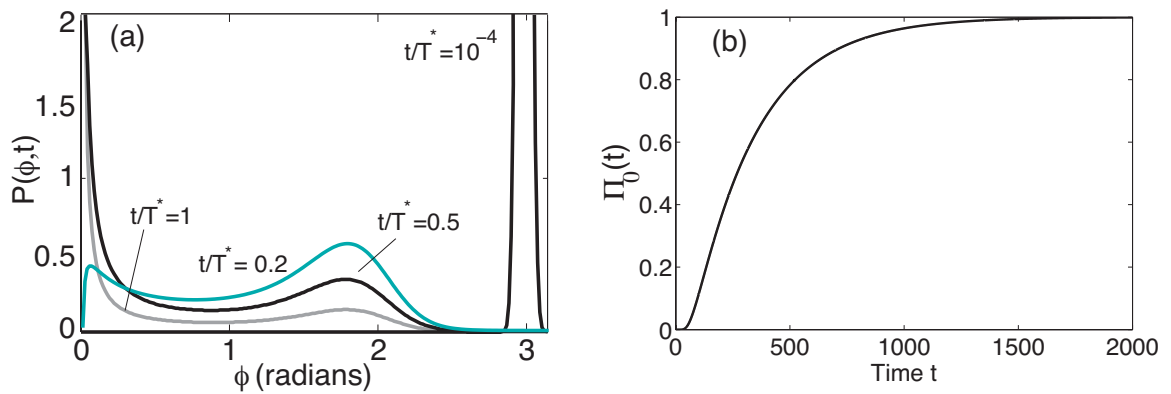 (a)
t/T* =10⁻⁴
t/T* =1
t/T* = 0.2
t/T* =0.5
2
1.5
1
0.5
0
0
1
2
3
P(ϕ,t)
ϕ (radians)
(b)
1
0.8
0.6
0.4
0.2
0
0
500
1000
1500
2000
Π₀(t)
Time t